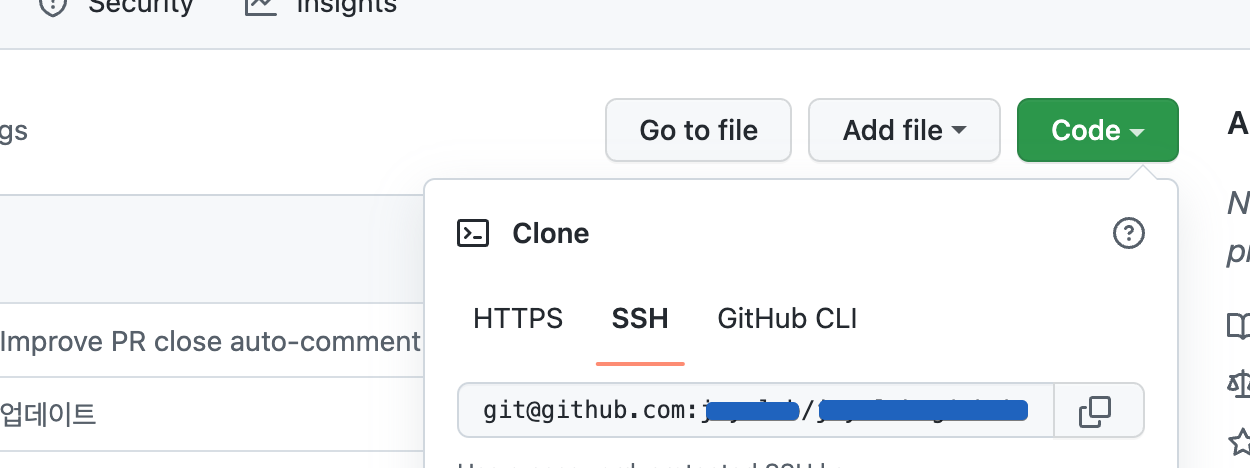 Security Insights
gs
Go to file Add file Code
A
Clone
N
HTTPS SSH GitHub CLI
Improve PR close auto-comment
git@github.com:
/
업데이트